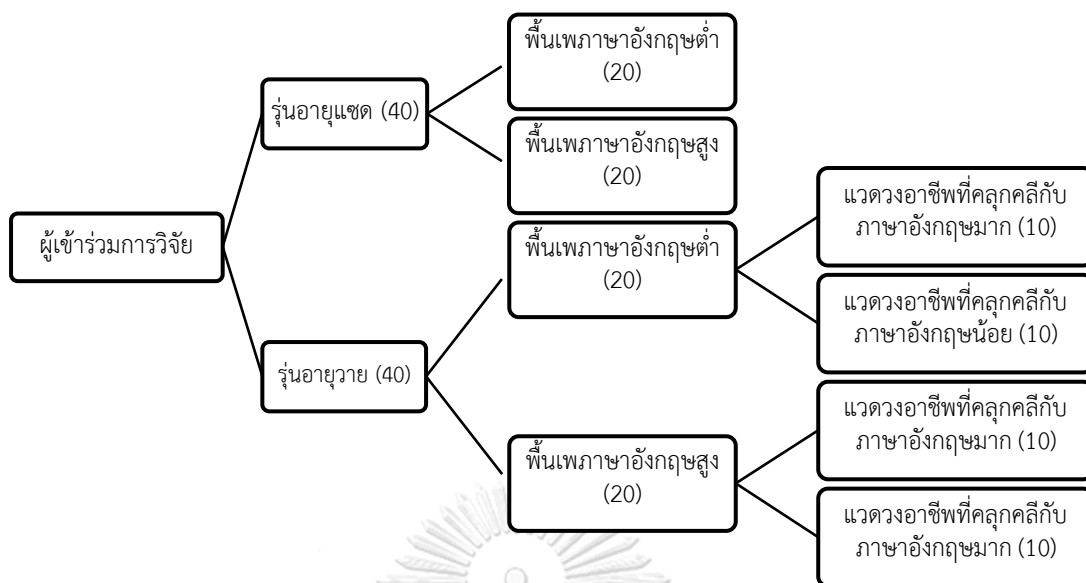 ผู้เข้าร่วมการวิจัย
รุ่นอายุแซด (40)
พื้นเพภาษาอังกฤษต่ำ
(20)
พื้นเพภาษาอังกฤษสูง
(20)
รุ่นอายุวาย (40)
พื้นเพภาษาอังกฤษต่ำ
(20)
แวดวงอาชีพที่คลุกคลีกับ
ภาษาอังกฤษมาก (10)
แวดวงอาชีพที่คลุกคลีกับ
ภาษาอังกฤษน้อย (10)
พื้นเพภาษาอังกฤษสูง
(20)
แวดวงอาชีพที่คลุกคลีกับ
ภาษาอังกฤษมาก (10)
แวดวงอาชีพที่คลุกคลีกับ
ภาษาอังกฤษมาก (10)